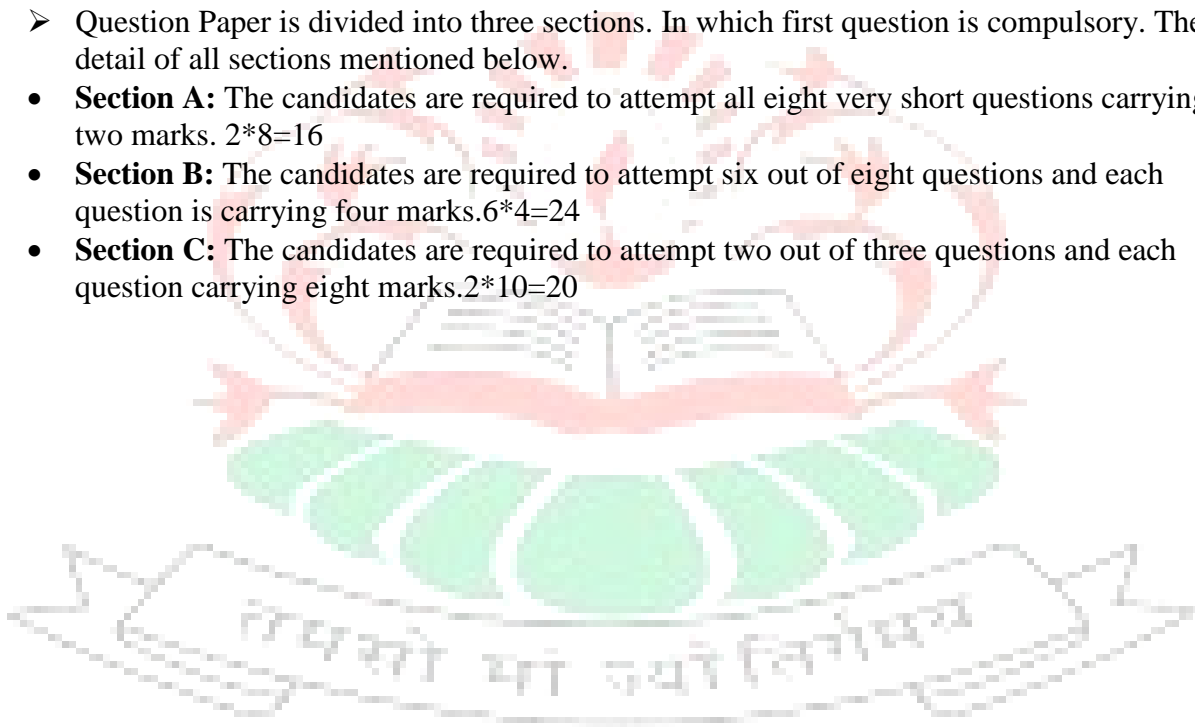 ➢ Question Paper is divided into three sections. In which first question is compulsory. The
detail of all sections mentioned below.
• Section A: The candidates are required to attempt all eight very short questions carrying
two marks. 2*8=16
• Section B: The candidates are required to attempt six out of eight questions and each
question is carrying four marks.6*4=24
• Section C: The candidates are required to attempt two out of three questions and each
question carrying eight marks.2*10=20
तमसो मा ज्योतिर्गमय